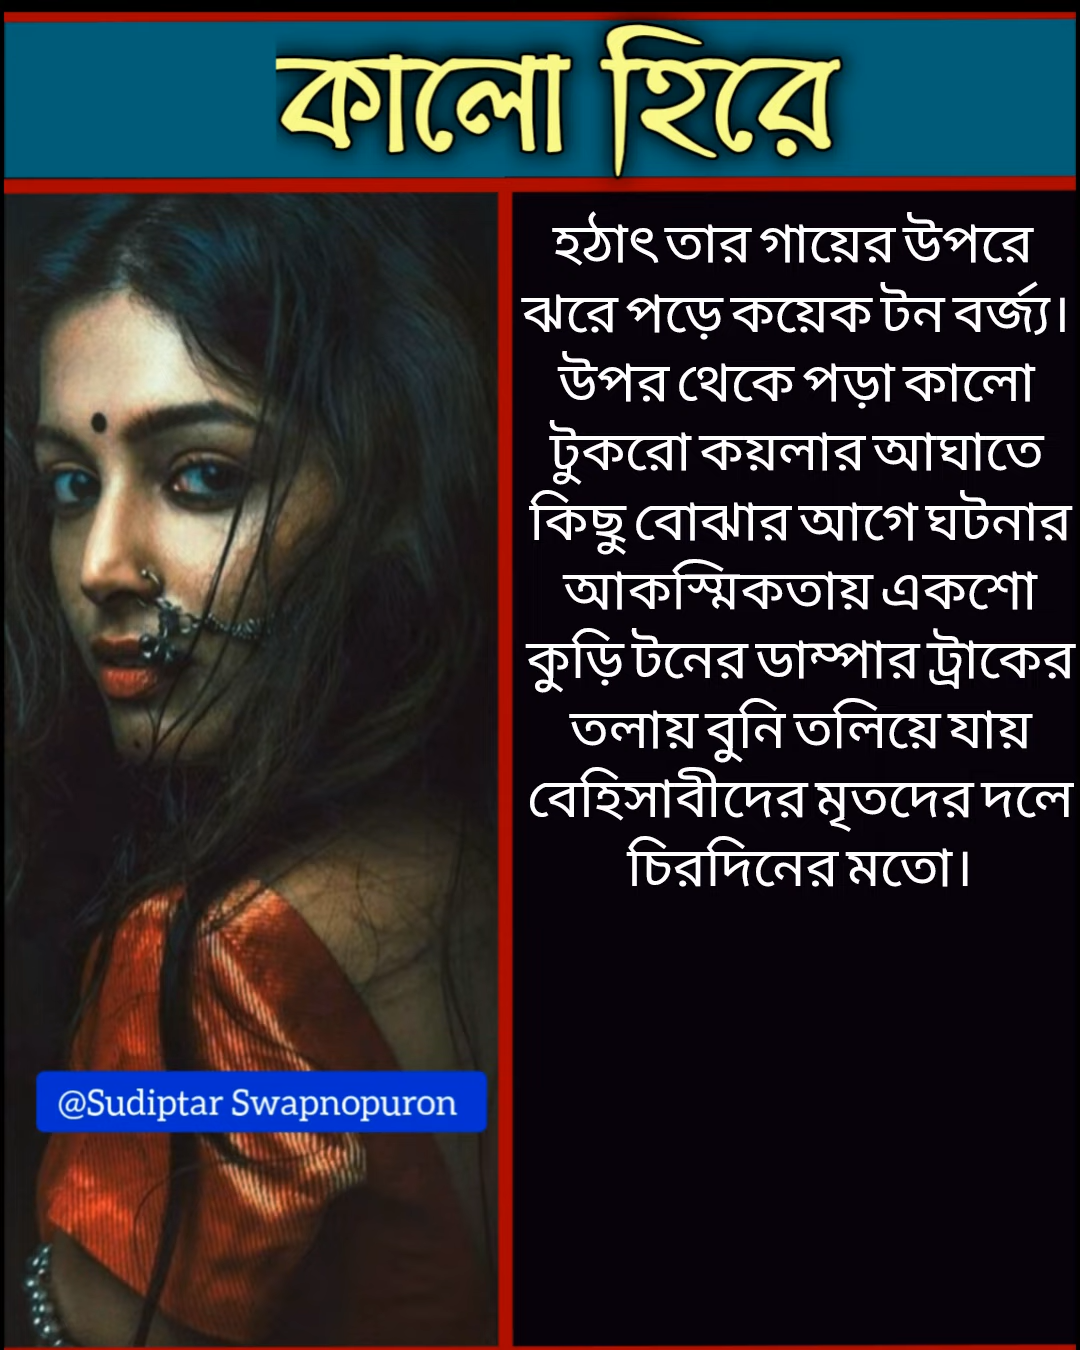 কালো হিরে
হঠাৎ তার গায়ের উপরে
ঝরে পড়ে কয়েক টন বর্জ্য।
উপর থেকে পড়া কালো
টুকরো কয়লার আঘাতে
কিছু বোঝার আগে ঘটনার
আকস্মিকতায় একশো
কুড়ি টনের ডাম্পার ট্রাকের
তলায় বুনি তলিয়ে যায়
বেহিসাবীদের মৃতদের দলে
চিরদিনের মতো।
@Sudiptar Swapnopuron